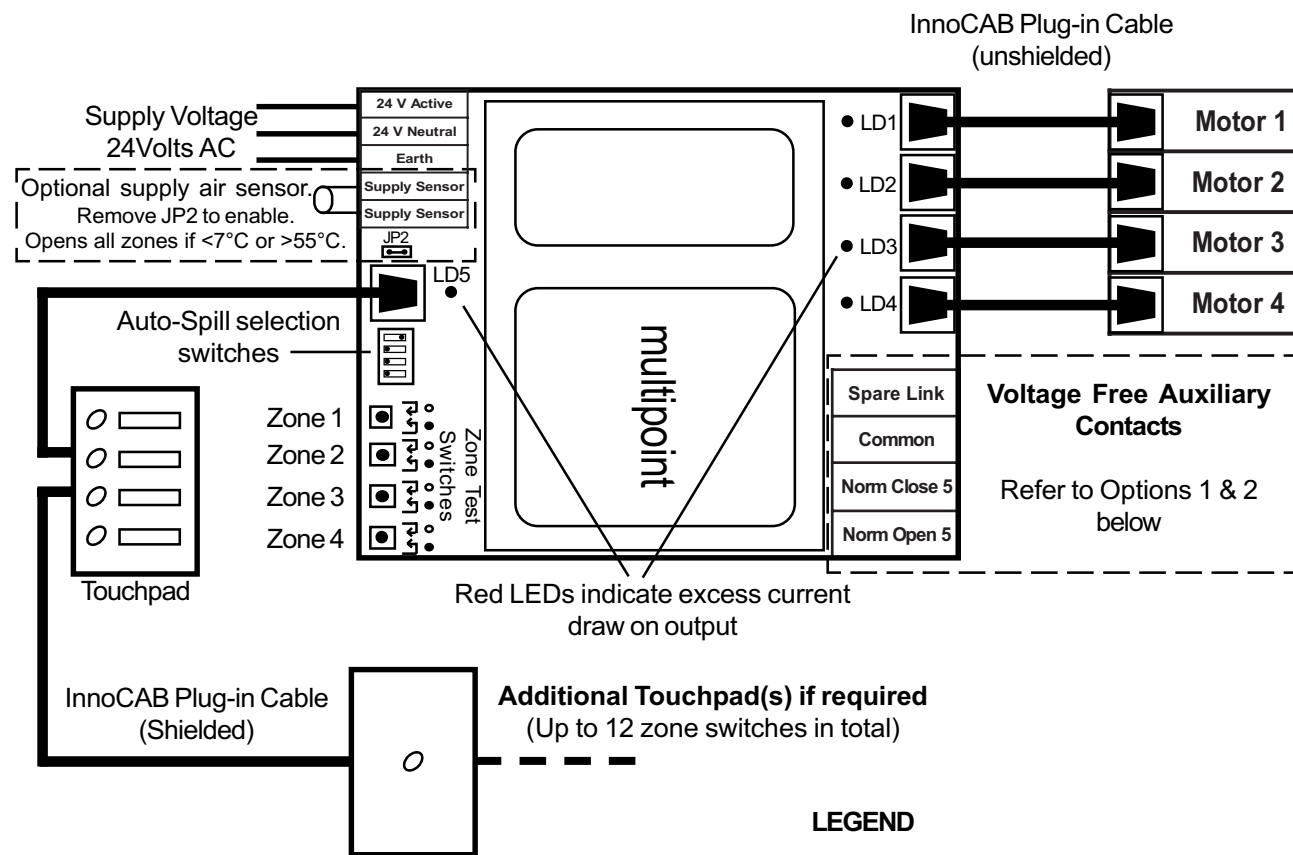 InnoCAB Plug-in Cable
(unshielded)
Supply Voltage
24Volts AC
24 V Active
24 V Neutral
Earth
Optional supply air sensor.
Remove JP2 to enable.
Opens all zones if <7°C or >55°C.
Supply Sensor
Supply Sensor
JP2
LD5
LD1
LD2
LD3
LD4
Motor 1
Motor 2
Motor 3
Motor 4
Auto-Spill selection
switches
Zone 1
Zone 2
Zone 3
Zone 4
Zone Test
Switches
multipoint
Spare Link
Common
Norm Close 5
Norm Open 5
Voltage Free Auxiliary
Contacts
Refer to Options 1 & 2
below
Touchpad
Red LEDs indicate excess current
draw on output
InnoCAB Plug-in Cable
(Shielded)
Additional Touchpad(s) if required
(Up to 12 zone switches in total)
LEGEND